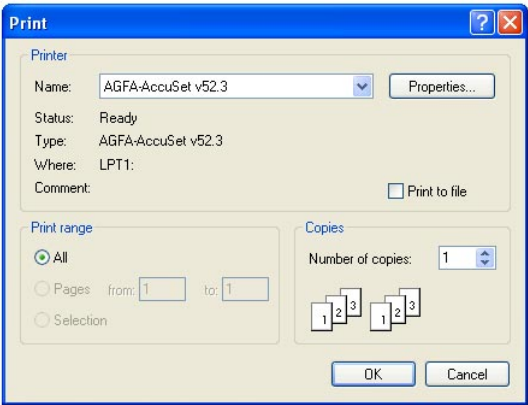 Print
Printer
Name: AGFA-AccuSet v52.3 Properties...
Status: Ready
Type: AGFA-AccuSet v52.3
Where: LPT1:
Comment:
Print to file
Print range
All
Pages from: 1 to: 1
Selection
Copies
Number of copies: 1
1 2 3 1 2 3
OK Cancel